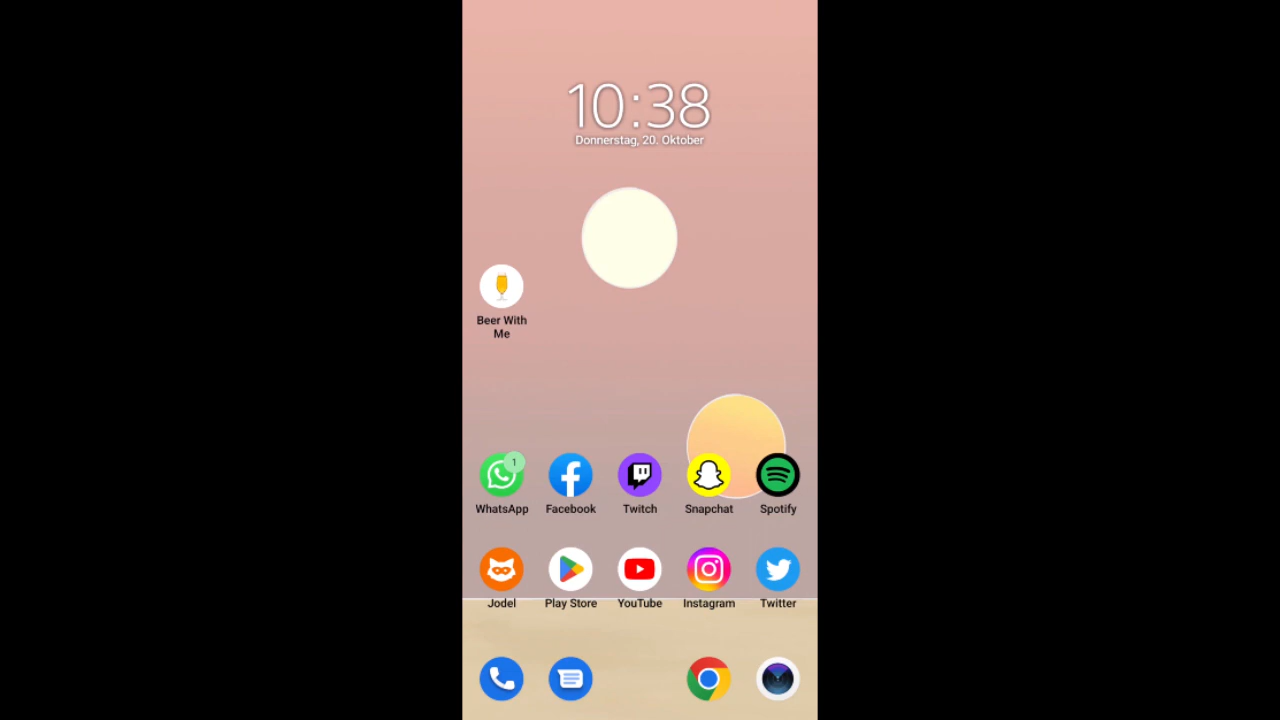 10:38
Donnerstag, 20. Oktober
Beer With
Me
1
WhatsApp Facebook Twitch Snapchat Spotify
Jodel Play Store YouTube Instagram Twitter